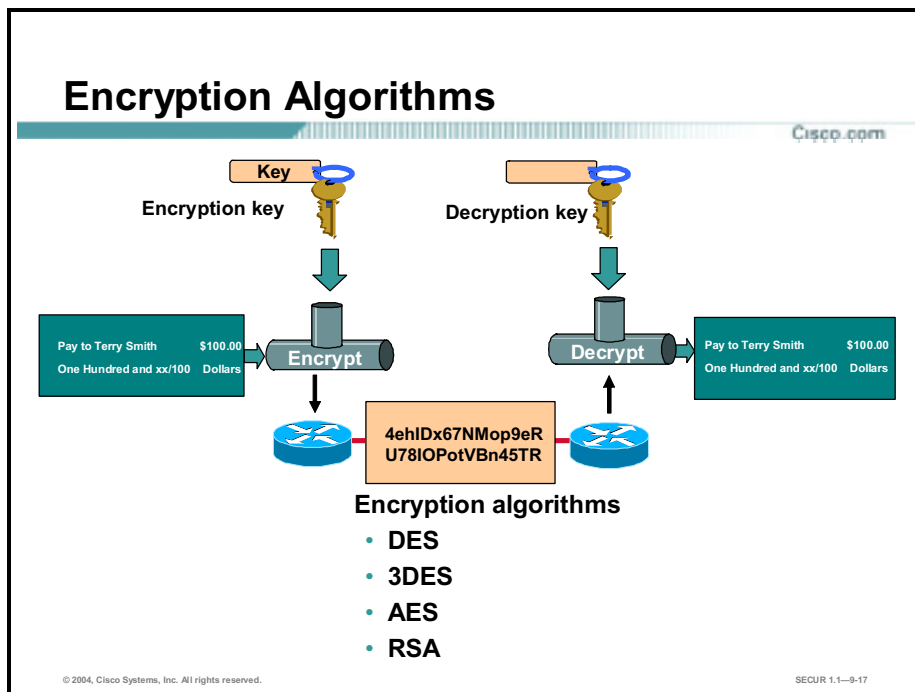 Encryption Algorithms
Cisco.com
Key
Encryption key
Decryption key
Pay to Terry Smith $100.00
One Hundred and xx/100 Dollars
Encrypt
Decrypt
Pay to Terry Smith $100.00
One Hundred and xx/100 Dollars
4ehIDx67NMop9eR
U78IOPotVBn45TR
Encryption algorithms
• DES
• 3DES
• AES
• RSA
© 2004, Cisco Systems, Inc. All rights reserved.
SECUR 1.1—9-17